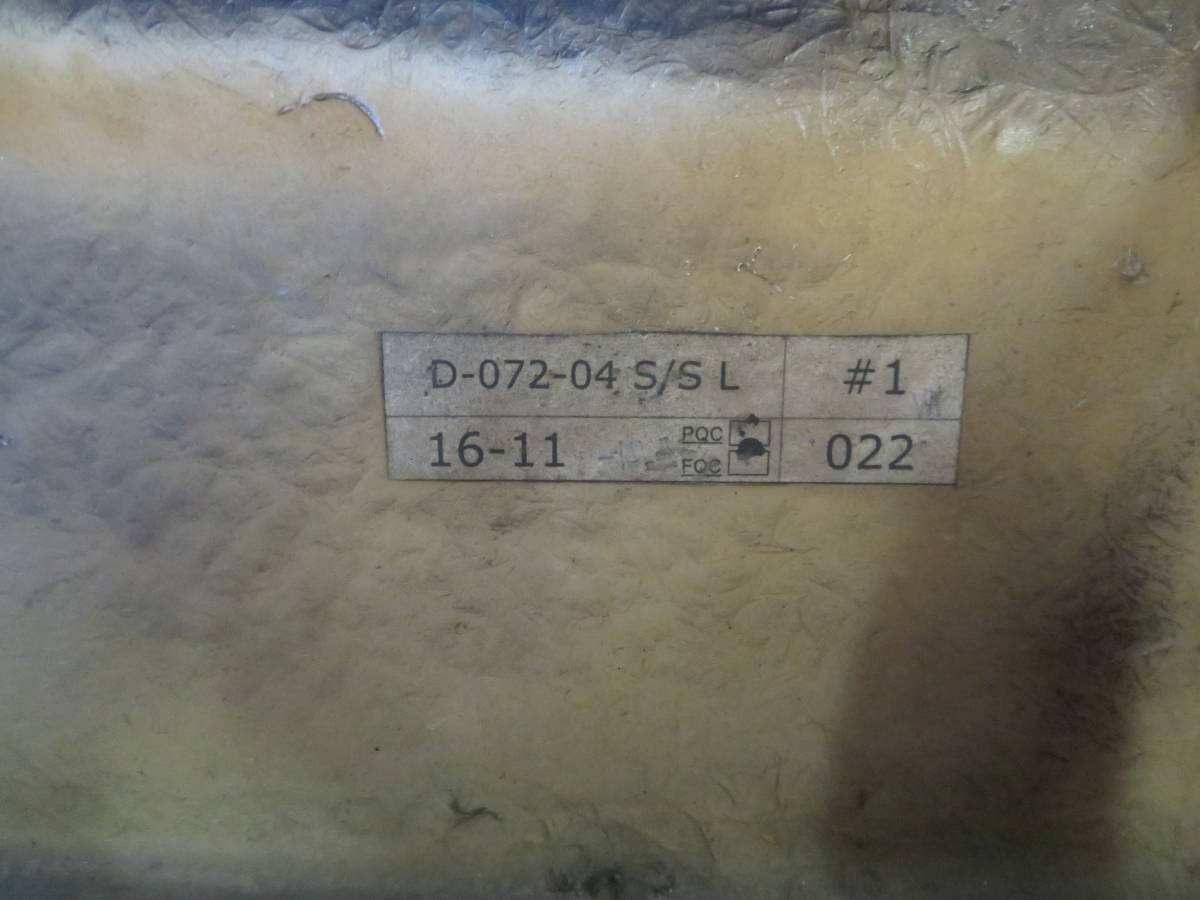 D-072-04 S/S L #1
16-11 PQC 022
FQC